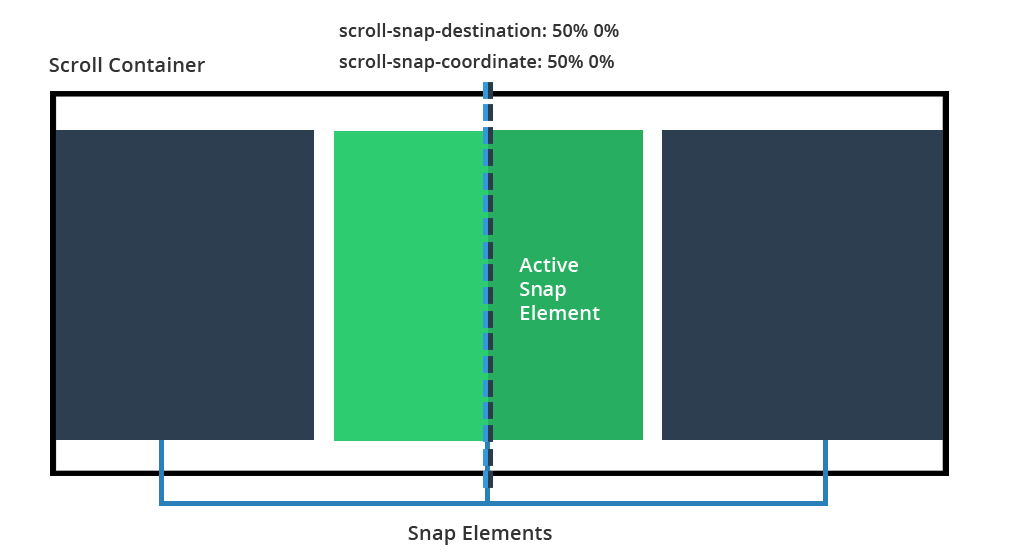 scroll-snap-destination: 50% 0%
scroll-snap-coordinate: 50% 0%
Scroll Container
Active
Snap
Element
Snap Elements